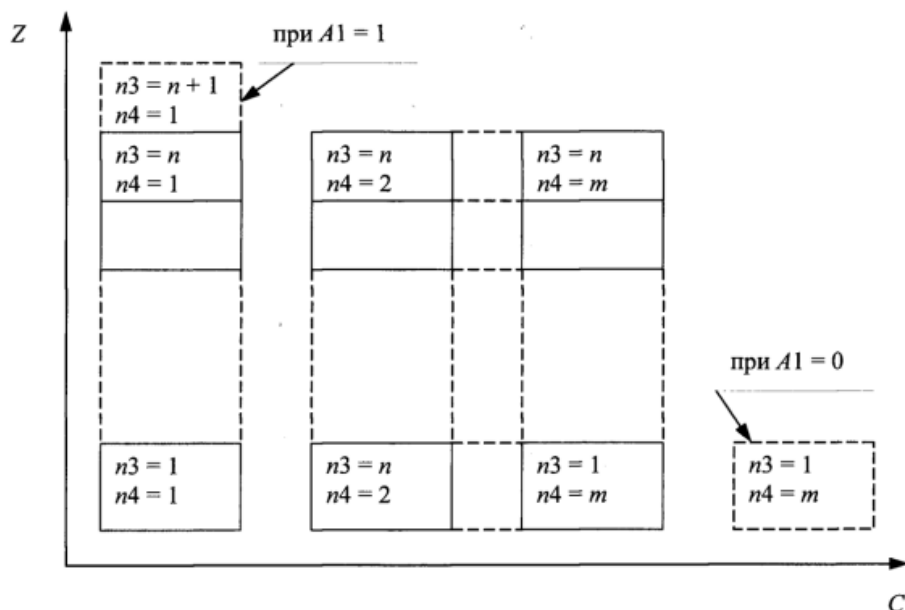 Z
при A1 = 1
n3 = n + 1
n4 = 1
n3 = n
n4 = 1
n3 = n
n4 = 2
n3 = n
n4 = m
при A1 = 0
n3 = 1
n4 = 1
n3 = n
n4 = 2
n3 = 1
n4 = m
n3 = 1
n4 = m
C